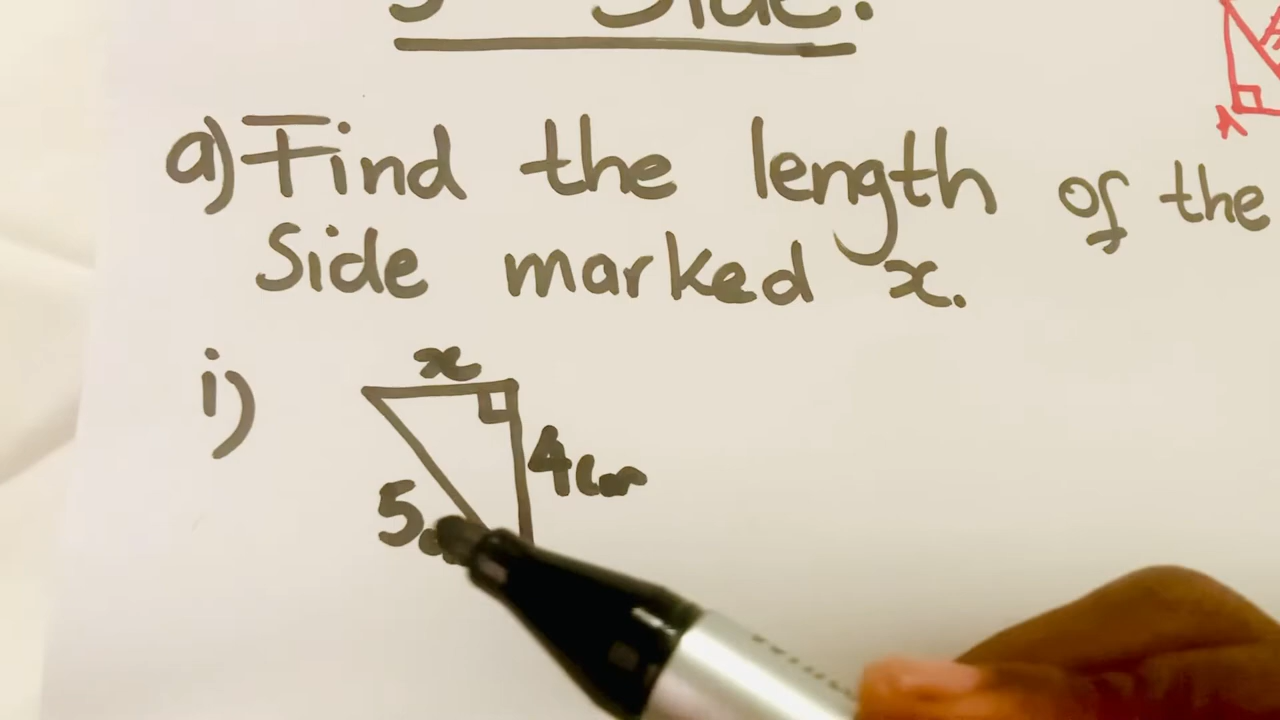 Side.
a) Find the length of the
Side marked x.
i)
x
4cm
5